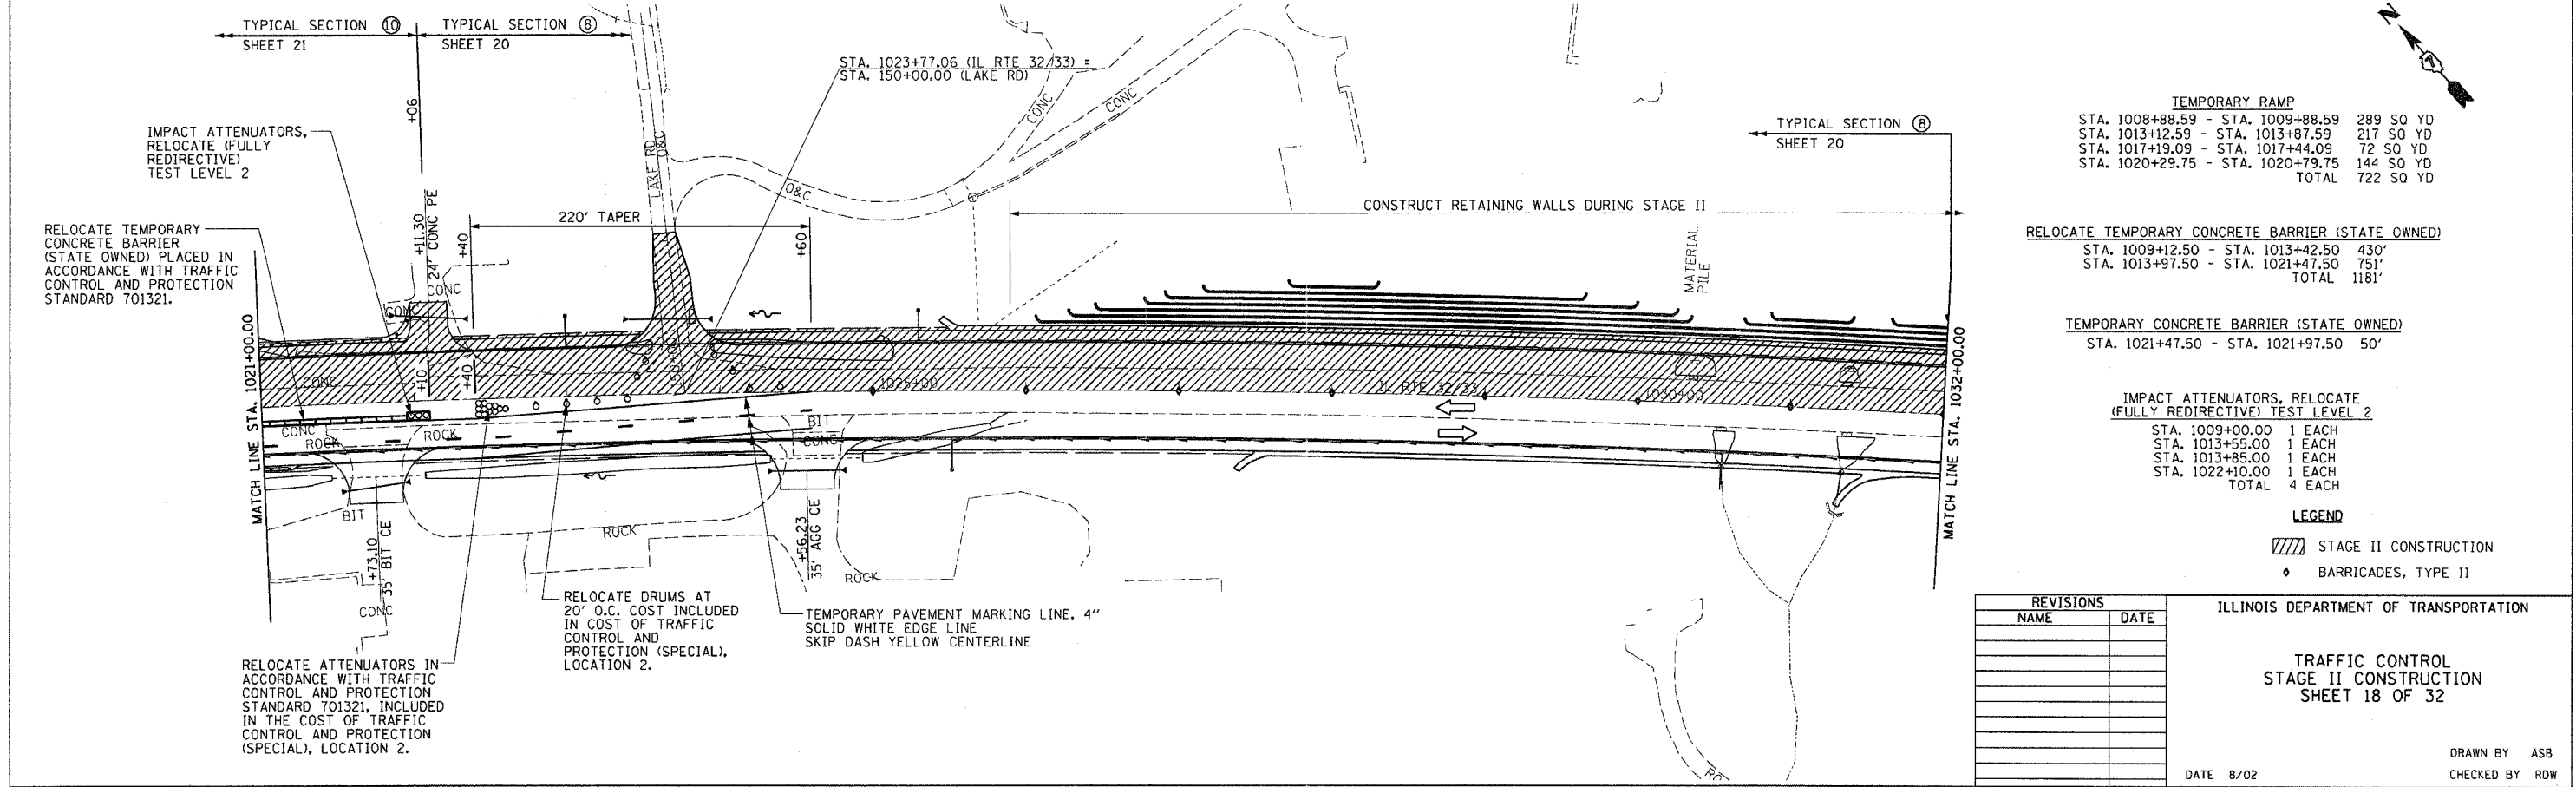 TYPICAL SECTION 10
SHEET 21
TYPICAL SECTION 8
SHEET 20
STA. 1023+77.06 (IL RTE 32/33) =
STA. 150+00.00 (LAKE RD)
+06
IMPACT ATTENUATORS,
RELOCATE (FULLY
REDIRECTIVE)
TEST LEVEL 2
RELOCATE TEMPORARY
CONCRETE BARRIER
(STATE OWNED) PLACED IN
ACCORDANCE WITH TRAFFIC
CONTROL AND PROTECTION
STANDARD 701321.
+11.30
24' CONC PE
CONC
CONC
+40
220' TAPER
+60
LAKE RD
O&C
O&C
CONC
CONC
TYPICAL SECTION 8
SHEET 20
CONSTRUCT RETAINING WALLS DURING STAGE II
MATERIAL
PILE
MATCH LINE STA. 1021+00.00
CONC
+10
+40
1025+00
IL RTE 32/33
1030+00
CONC
ROCK
ROCK
BIT
CONC
MATCH LINE STA. 1032+00.00
BIT
+73.10
35' BIT CE
CONC
ROCK
+56.23
35' AGG CE
ROCK
RELOCATE ATTENUATORS IN
ACCORDANCE WITH TRAFFIC
CONTROL AND PROTECTION
STANDARD 701321, INCLUDED
IN THE COST OF TRAFFIC
CONTROL AND PROTECTION
(SPECIAL), LOCATION 2.
RELOCATE DRUMS AT
20' O.C. COST INCLUDED
IN COST OF TRAFFIC
CONTROL AND
PROTECTION (SPECIAL),
LOCATION 2.
TEMPORARY PAVEMENT MARKING LINE, 4"
SOLID WHITE EDGE LINE
SKIP DASH YELLOW CENTERLINE
N
TEMPORARY RAMP
STA. 1008+88.59 - STA. 1009+88.59 289 SQ YD
STA. 1013+12.59 - STA. 1013+87.59 217 SQ YD
STA. 1017+19.09 - STA. 1017+44.09 72 SQ YD
STA. 1020+29.75 - STA. 1020+79.75 144 SQ YD
TOTAL 722 SQ YD
RELOCATE TEMPORARY CONCRETE BARRIER (STATE OWNED)
STA. 1009+12.50 - STA. 1013+42.50 430'
STA. 1013+97.50 - STA. 1021+47.50 751'
TOTAL 1181'
TEMPORARY CONCRETE BARRIER (STATE OWNED)
STA. 1021+47.50 - STA. 1021+97.50 50'
IMPACT ATTENUATORS, RELOCATE
(FULLY REDIRECTIVE) TEST LEVEL 2
STA. 1009+00.00 1 EACH
STA. 1013+55.00 1 EACH
STA. 1013+85.00 1 EACH
STA. 1022+10.00 1 EACH
TOTAL 4 EACH
LEGEND
STAGE II CONSTRUCTION
BARRICADES, TYPE II
REVISIONS
NAME DATE
ILLINOIS DEPARTMENT OF TRANSPORTATION
TRAFFIC CONTROL
STAGE II CONSTRUCTION
SHEET 18 OF 32
DRAWN BY ASB
DATE 8/02 CHECKED BY RDW